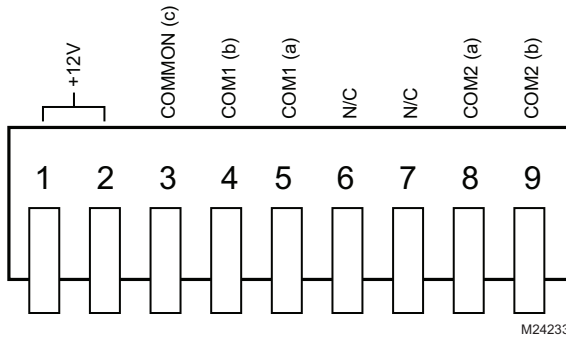 +12V
COMMON (c)
COM1 (b)
COM1 (a)
N/C
N/C
COM2 (a)
COM2 (b)
1 2 3 4 5 6 7 8 9
M24233